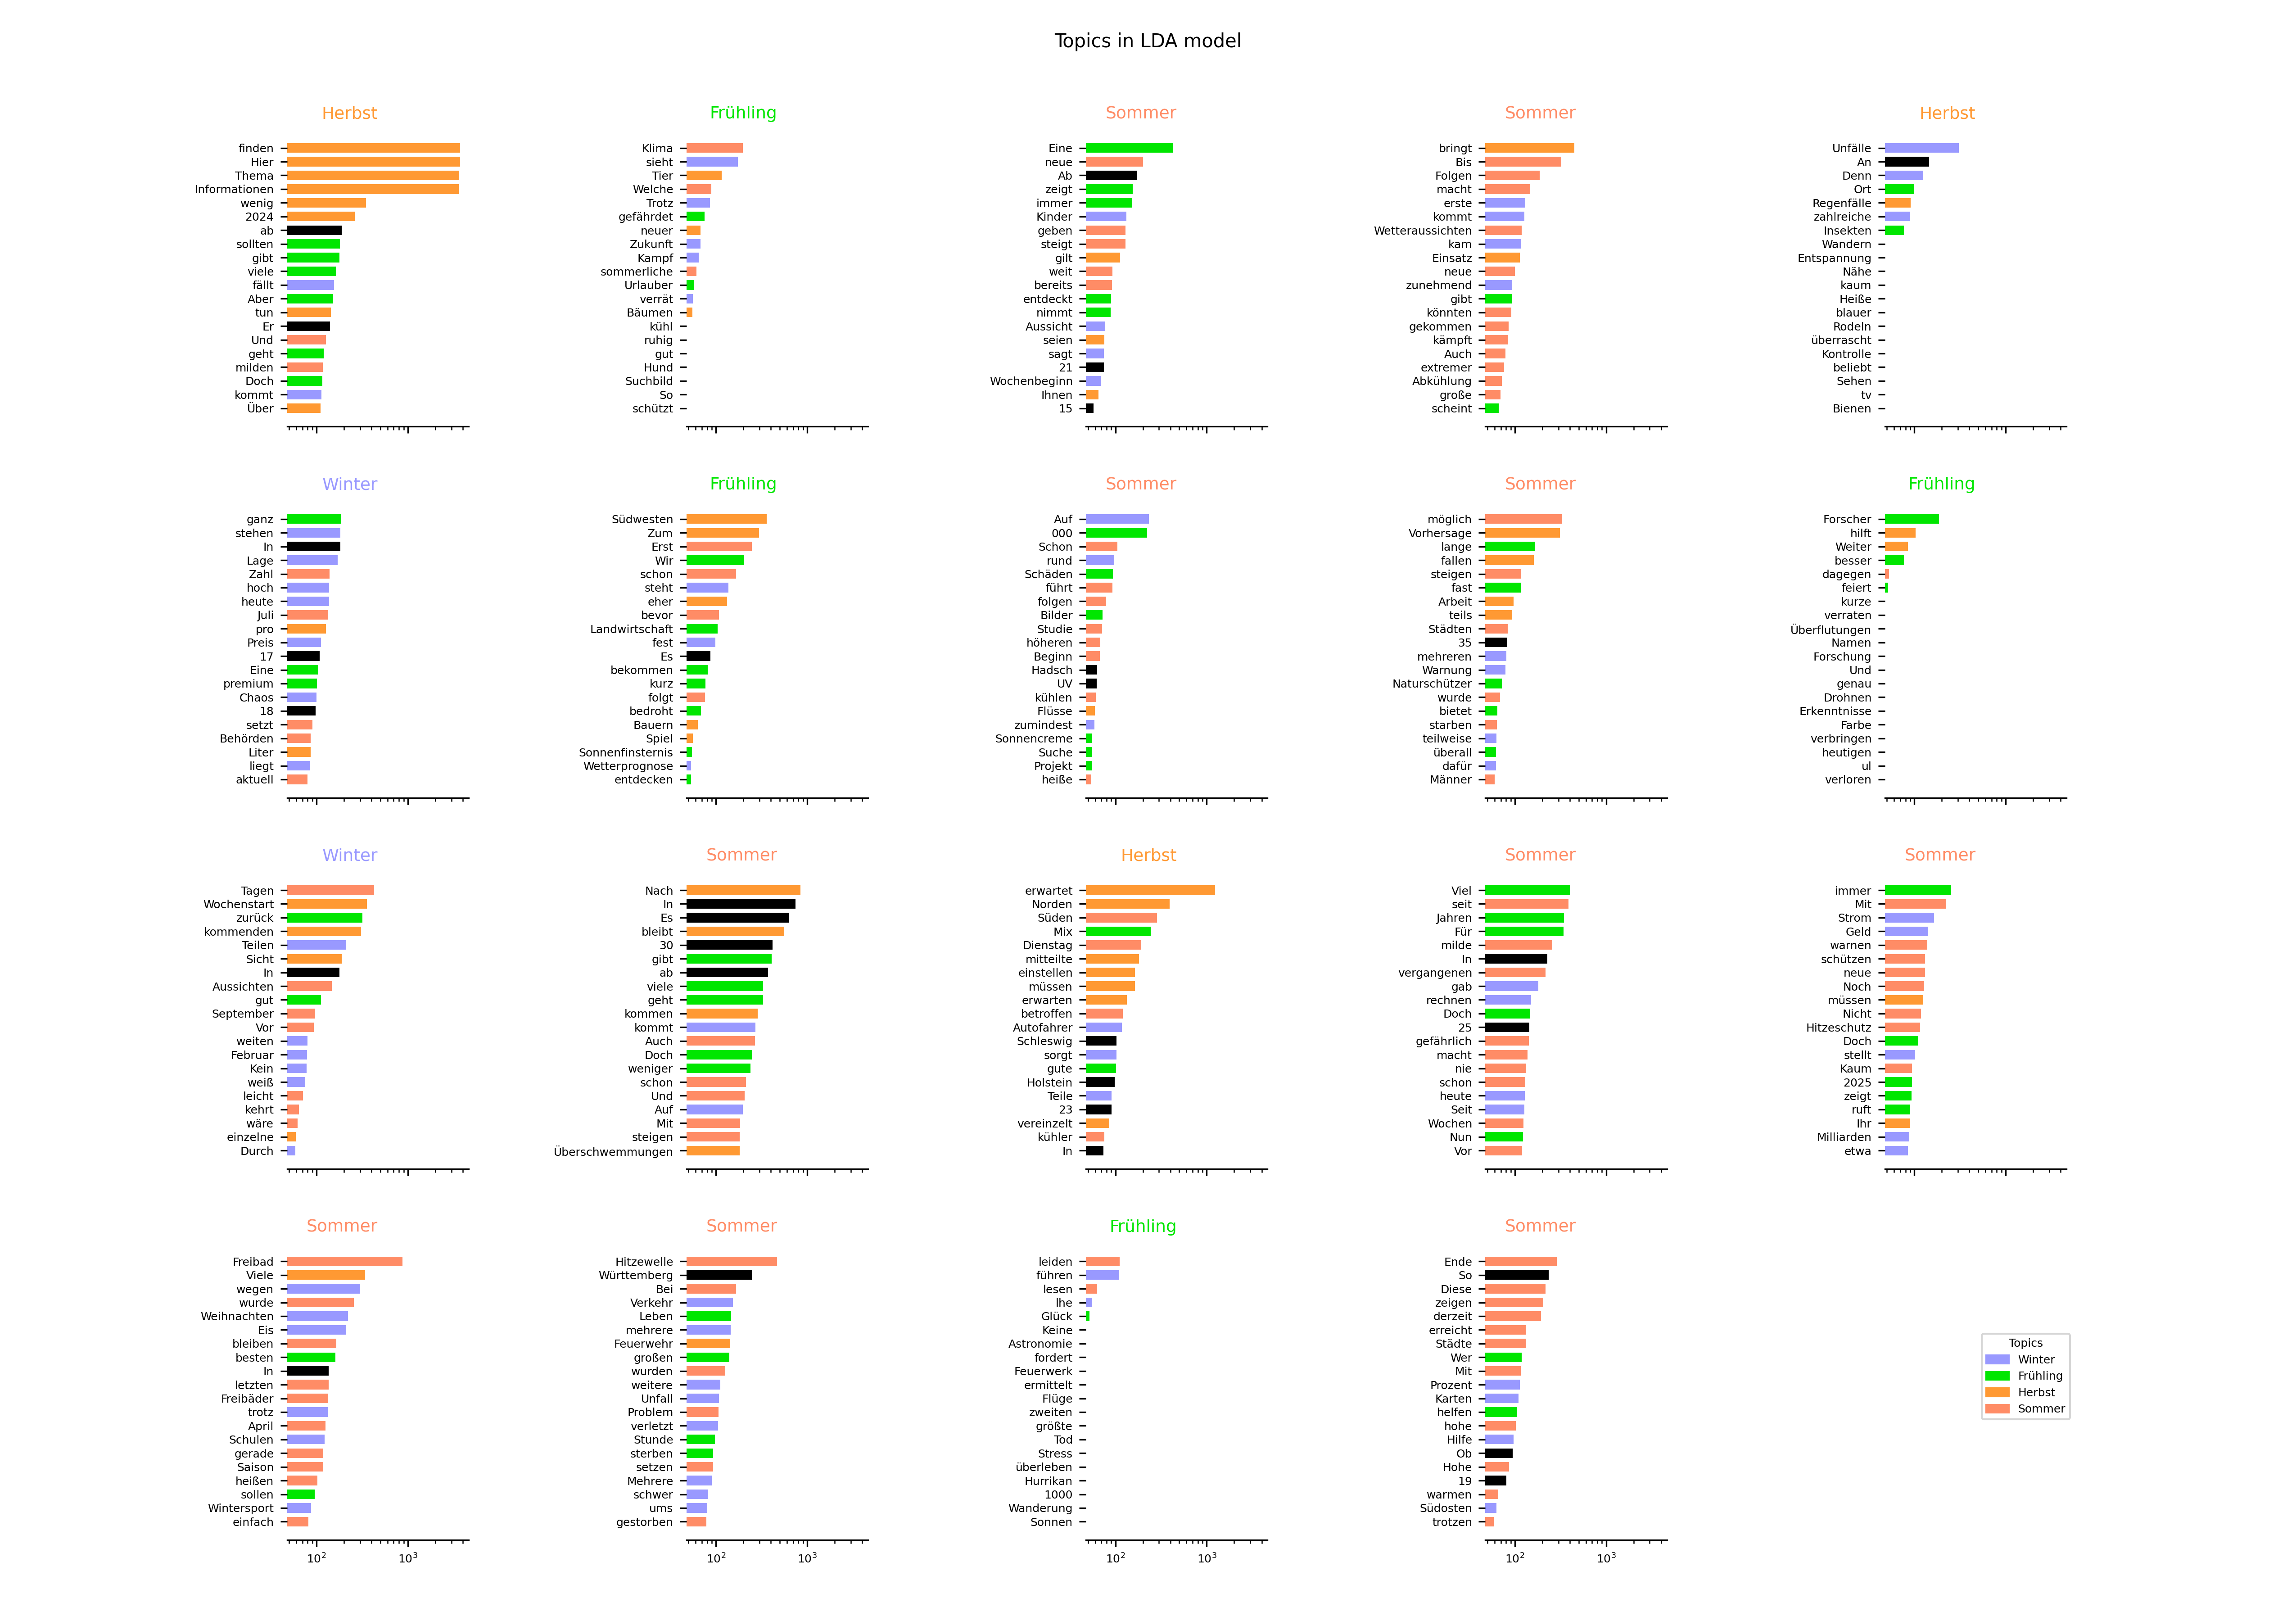 Topics in LDA model
Herbst
finden
Hier
Thema
Informationen
wenig
2024
ab
sollten
gibt
viele
fällt
Aber
tun
Er
Und
geht
milden
Doch
kommt
Über
Frühling
Klima
sieht
Tier
Welche
Trotz
gefährdet
neuer
Zukunft
Kampf
sommerliche
Urlauber
verrät
Bäumen
kühl
ruhig
gut
Hund
Suchbild
So
schützt
Sommer
Eine
neue
Ab
zeigt
immer
Kinder
geben
steigt
gilt
weit
bereits
entdeckt
nimmt
Aussicht
seien
sagt
21
Wochenbeginn
Ihnen
15
Sommer
bringt
Bis
Folgen
macht
erste
kommt
Wetteraussichten
kam
Einsatz
neue
zunehmend
gibt
könnten
gekommen
kämpft
Auch
extremer
Abkühlung
große
scheint
Herbst
Unfälle
An
Denn
Ort
Regenfälle
zahlreiche
Insekten
Wandern
Entspannung
Nähe
kaum
Heiße
blauer
Rodeln
überrascht
Kontrolle
beliebt
Sehen
tv
Bienen
Winter
ganz
stehen
In
Lage
Zahl
hoch
heute
Juli
pro
Preis
17
Eine
premium
Chaos
18
setzt
Behörden
Liter
liegt
aktuell
Frühling
Südwesten
Zum
Erst
Wir
schon
steht
eher
bevor
Landwirtschaft
fest
Es
bekommen
kurz
folgt
bedroht
Bauern
Spiel
Sonnenfinsternis
Wetterprognose
entdecken
Sommer
Auf
000
Schon
rund
Schäden
führt
folgen
Bilder
Studie
höheren
Beginn
Hadsch
UV
kühlen
Flüsse
zumindest
Sonnencreme
Suche
Projekt
heiße
Sommer
möglich
Vorhersage
lange
fallen
steigen
fast
Arbeit
teils
Städten
35
mehreren
Warnung
Naturschützer
wurde
bietet
starben
teilweise
überall
dafür
Männer
Frühling
Forscher
hilft
Weiter
besser
dagegen
feiert
kurze
verraten
Überflutungen
Namen
Forschung
Und
genau
Drohnen
Erkenntnisse
Farbe
verbringen
heutigen
ul
verloren
Winter
Tagen
Wochenstart
zurück
kommenden
Teilen
Sicht
In
Aussichten
gut
September
Vor
weiten
Februar
Kein
weiß
leicht
kehrt
wäre
einzelne
Durch
Sommer
Nach
In
Es
bleibt
30
gibt
ab
viele
geht
kommen
kommt
Auch
Doch
weniger
schon
Und
Auf
Mit
steigen
Überschwemmungen
Herbst
erwartet
Norden
Süden
Mix
Dienstag
mitteilte
einstellen
müssen
erwarten
betroffen
Autofahrer
Schleswig
sorgt
gute
Holstein
Teile
23
vereinzelt
kühler
In
Sommer
Viel
seit
Jahren
Für
milde
In
vergangenen
gab
rechnen
Doch
25
gefährlich
macht
nie
schon
heute
Seit
Wochen
Nun
Vor
Sommer
immer
Mit
Strom
Geld
warnen
schützen
neue
Noch
müssen
Nicht
Hitzeschutz
Doch
stellt
Kaum
2025
zeigt
ruft
Ihr
Milliarden
etwa
Sommer
Freibad
Viele
wegen
wurde
Weihnachten
Eis
bleiben
besten
In
letzten
Freibäder
trotz
April
Schulen
gerade
Saison
heißen
sollen
Wintersport
einfach
10²
10³
Sommer
Hitzewelle
Württemberg
Bei
Verkehr
Leben
mehrere
Feuerwehr
großen
wurden
weitere
Unfall
Problem
verletzt
Stunde
sterben
setzen
Mehrere
schwer
ums
gestorben
10²
10³
Frühling
leiden
führen
lesen
Glück
Keine
Astronomie
fordert
Feuerwerk
ermittelt
Flüge
zweiten
größte
Tod
Stress
überleben
Hurrikan
1000
Wanderung
Sonnen
10²
10³
Sommer
Ende
So
Diese
zeigen
derzeit
erreicht
Städte
Wer
Mit
Prozent
Karten
helfen
hohe
Hilfe
Ob
Hohe
19
warmen
Südosten
trotzen
10²
10³
Topics
Winter
Frühling
Herbst
Sommer